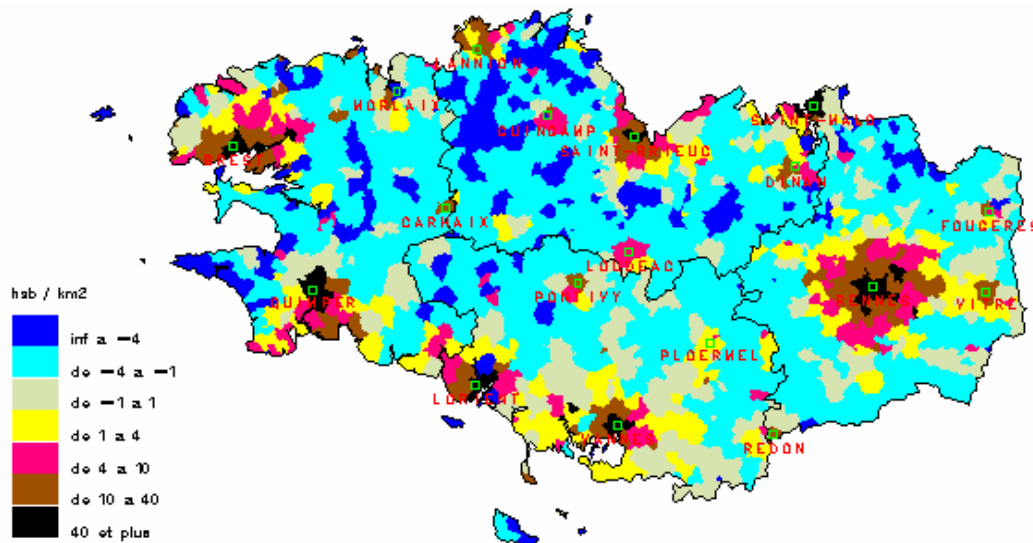 LANNION
MORLAIX
SAINT-MALO
GUINGAMP
SAINT-BRIEUC
BREST
DINAN
CARHAIX
FOUGERES
LOUDEAC
QUIMPER
PONTIVY
RENNES
VITRE
PLOERMEL
LORIENT
VANNES
REDON
hab / km2
inf a -4
de -4 a -1
de -1 a 1
de 1 a 4
de 4 a 10
de 10 a 40
40 et plus